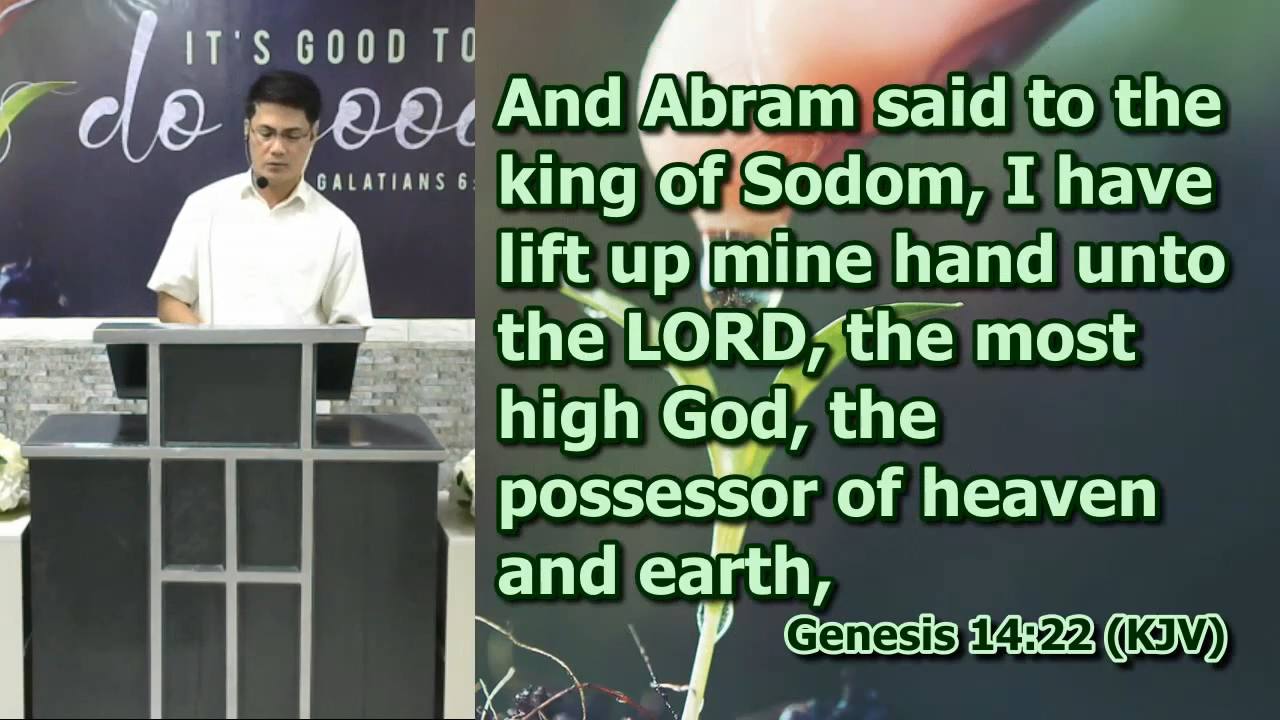 IT'S GOOD TO
do good
GALATIANS 6:
And Abram said to the
king of Sodom, I have
lift up mine hand unto
the LORD, the most
high God, the
possessor of heaven
and earth,
Genesis 14:22 (KJV)